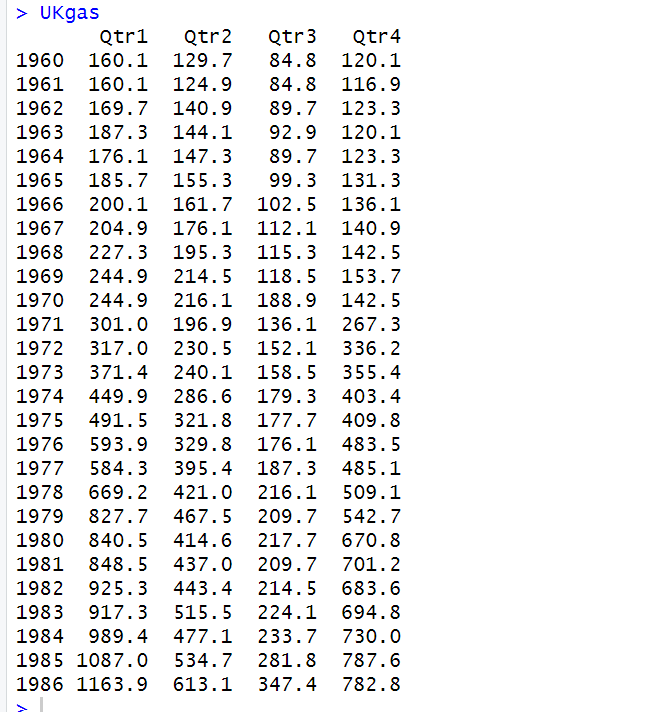 > UKgas
Qtr1 Qtr2 Qtr3 Qtr4
1960 160.1 129.7 84.8 120.1
1961 160.1 124.9 84.8 116.9
1962 169.7 140.9 89.7 123.3
1963 187.3 144.1 92.9 120.1
1964 176.1 147.3 89.7 123.3
1965 185.7 155.3 99.3 131.3
1966 200.1 161.7 102.5 136.1
1967 204.9 176.1 112.1 140.9
1968 227.3 195.3 115.3 142.5
1969 244.9 214.5 118.5 153.7
1970 244.9 216.1 188.9 142.5
1971 301.0 196.9 136.1 267.3
1972 317.0 230.5 152.1 336.2
1973 371.4 240.1 158.5 355.4
1974 449.9 286.6 179.3 403.4
1975 491.5 321.8 177.7 409.8
1976 593.9 329.8 176.1 483.5
1977 584.3 395.4 187.3 485.1
1978 669.2 421.0 216.1 509.1
1979 827.7 467.5 209.7 542.7
1980 840.5 414.6 217.7 670.8
1981 848.5 437.0 209.7 701.2
1982 925.3 443.4 214.5 683.6
1983 917.3 515.5 224.1 694.8
1984 989.4 477.1 233.7 730.0
1985 1087.0 534.7 281.8 787.6
1986 1163.9 613.1 347.4 782.8
>